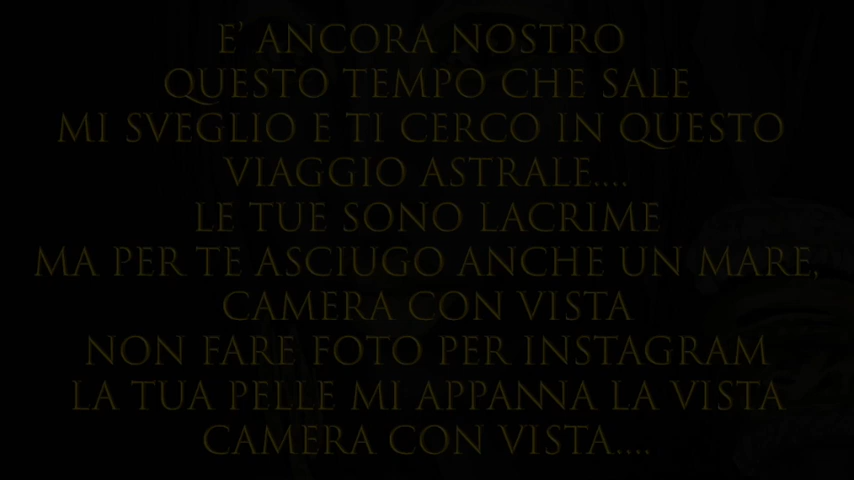 E' ANCORA NOSTRO
QUESTO TEMPO CHE SALE
MI SVEGLIO E TI CERCO IN QUESTO
VIAGGIO ASTRALE....
LE TUE SONO LACRIME
MA PER TE ASCIUGO ANCHE UN MARE,
CAMERA CON VISTA
NON FARE FOTO PER INSTAGRAM
LA TUA PELLE MI APPANNA LA VISTA
CAMERA CON VISTA....